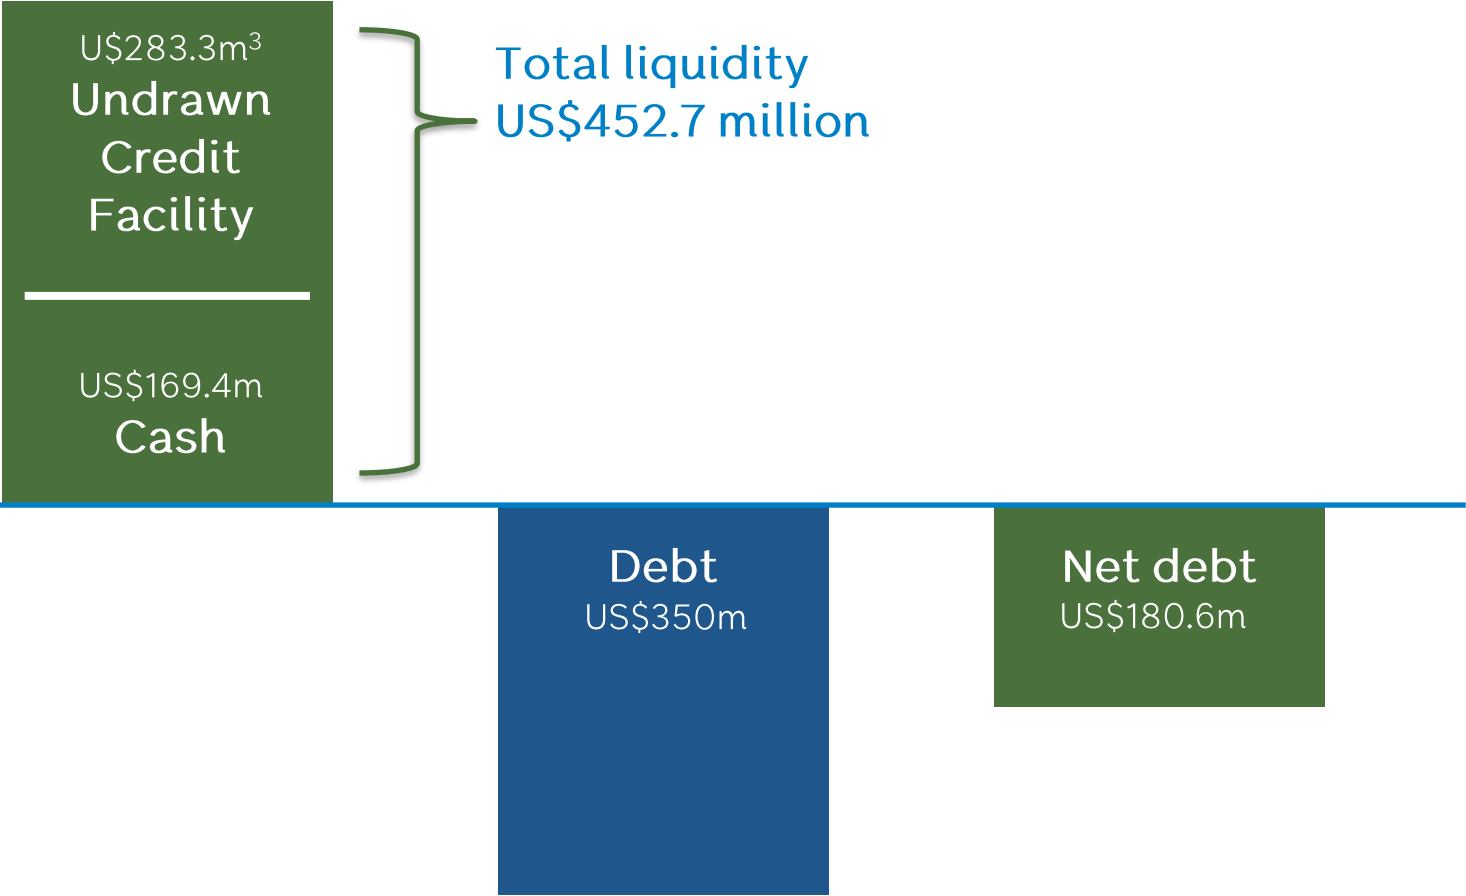 U$283.3m³
Undrawn
Credit
Facility
US$169.4m
Cash
Total liquidity
US$452.7 million
Debt
US$350m
Net debt
US$180.6m